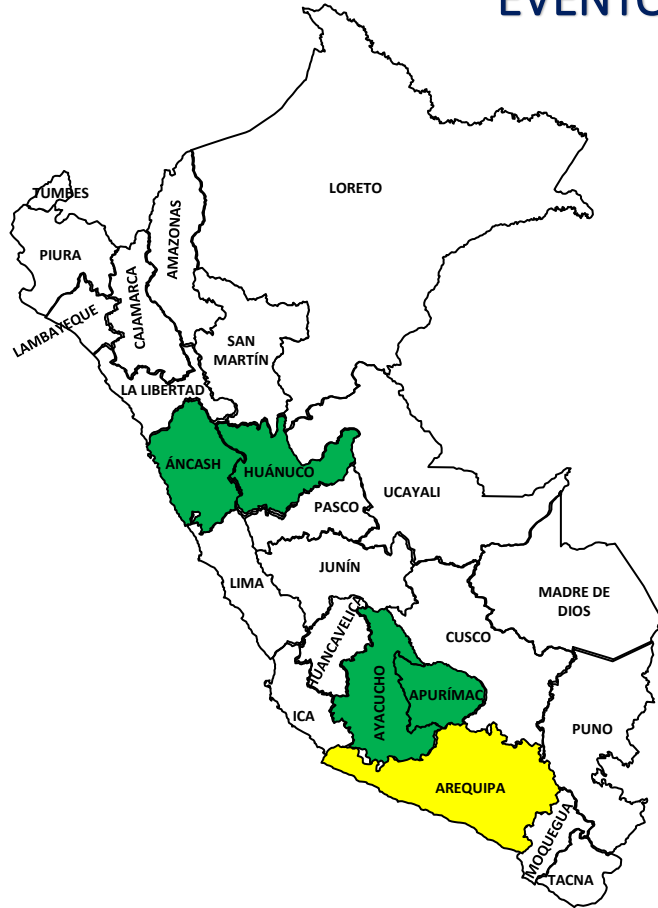 EVENTO
LORETO
TUMBES
AMAZONAS
PIURA
CAJAMARCA
LAMBAYEQUE
SAN
MARTÍN
LA LIBERTAD
ÁNCASH
HUÁNUCO
UCAYALI
PASCO
JUNÍN
LIMA
MADRE DE
DIOS
HUANCAVELICA
CUSCO
AYACUCHO
APURÍMAC
ICA
PUNO
AREQUIPA
MOQUEGUA
TACNA